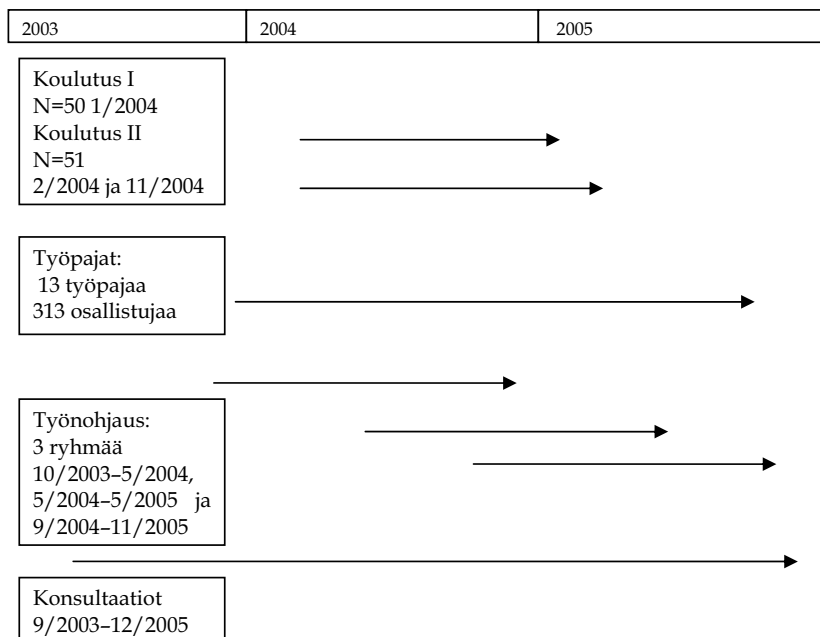 2003 2004 2005
Koulutus I
N=50 1/2004
Koulutus II
N=51
2/2004 ja 11/2004
Työpajat:
13 työpajaa
313 osallistujaa
Työnohjaus:
3 ryhmää
10/2003–5/2004,
5/2004–5/2005 ja
9/2004–11/2005
Konsultaatiot
9/2003–12/2005